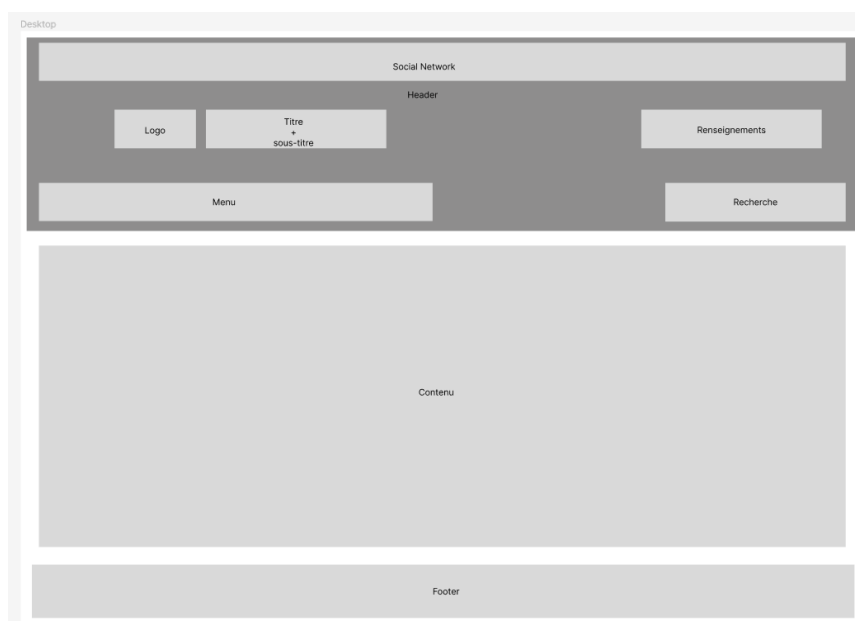 Desktop
Social Network
Header
Logo
Titre
+
sous-titre
Renseignements
Menu
Recherche
Contenu
Footer